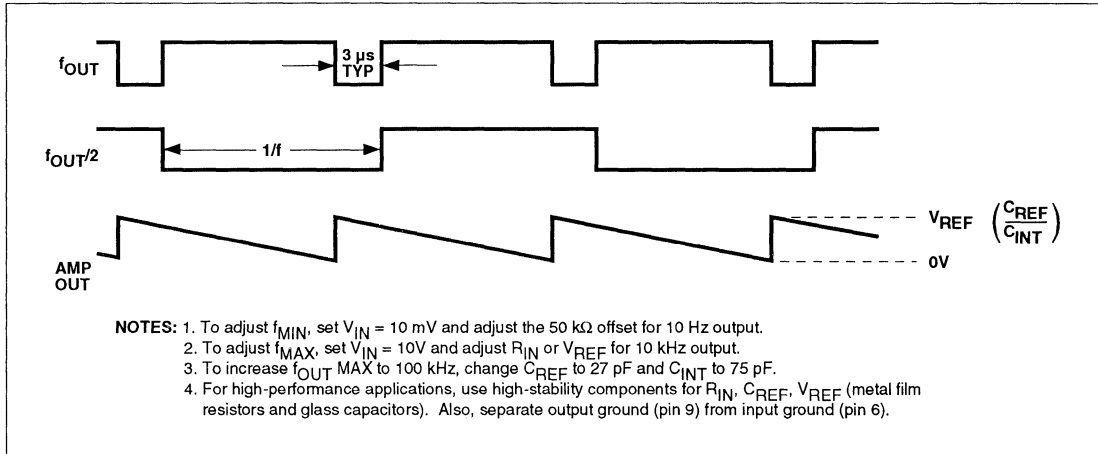 fOUT
3 µs
TYP
fOUT/2
1/f
AMP
OUT
VREF (CREF/CINT)
0V
NOTES: 1. To adjust fMIN, set VIN = 10 mV and adjust the 50 kΩ offset for 10 Hz output.
2. To adjust fMAX, set VIN = 10V and adjust RIN or VREF for 10 kHz output.
3. To increase fOUT MAX to 100 kHz, change CREF to 27 pF and CINT to 75 pF.
4. For high-performance applications, use high-stability components for RIN, CREF, VREF (metal film
resistors and glass capacitors). Also, separate output ground (pin 9) from input ground (pin 6).